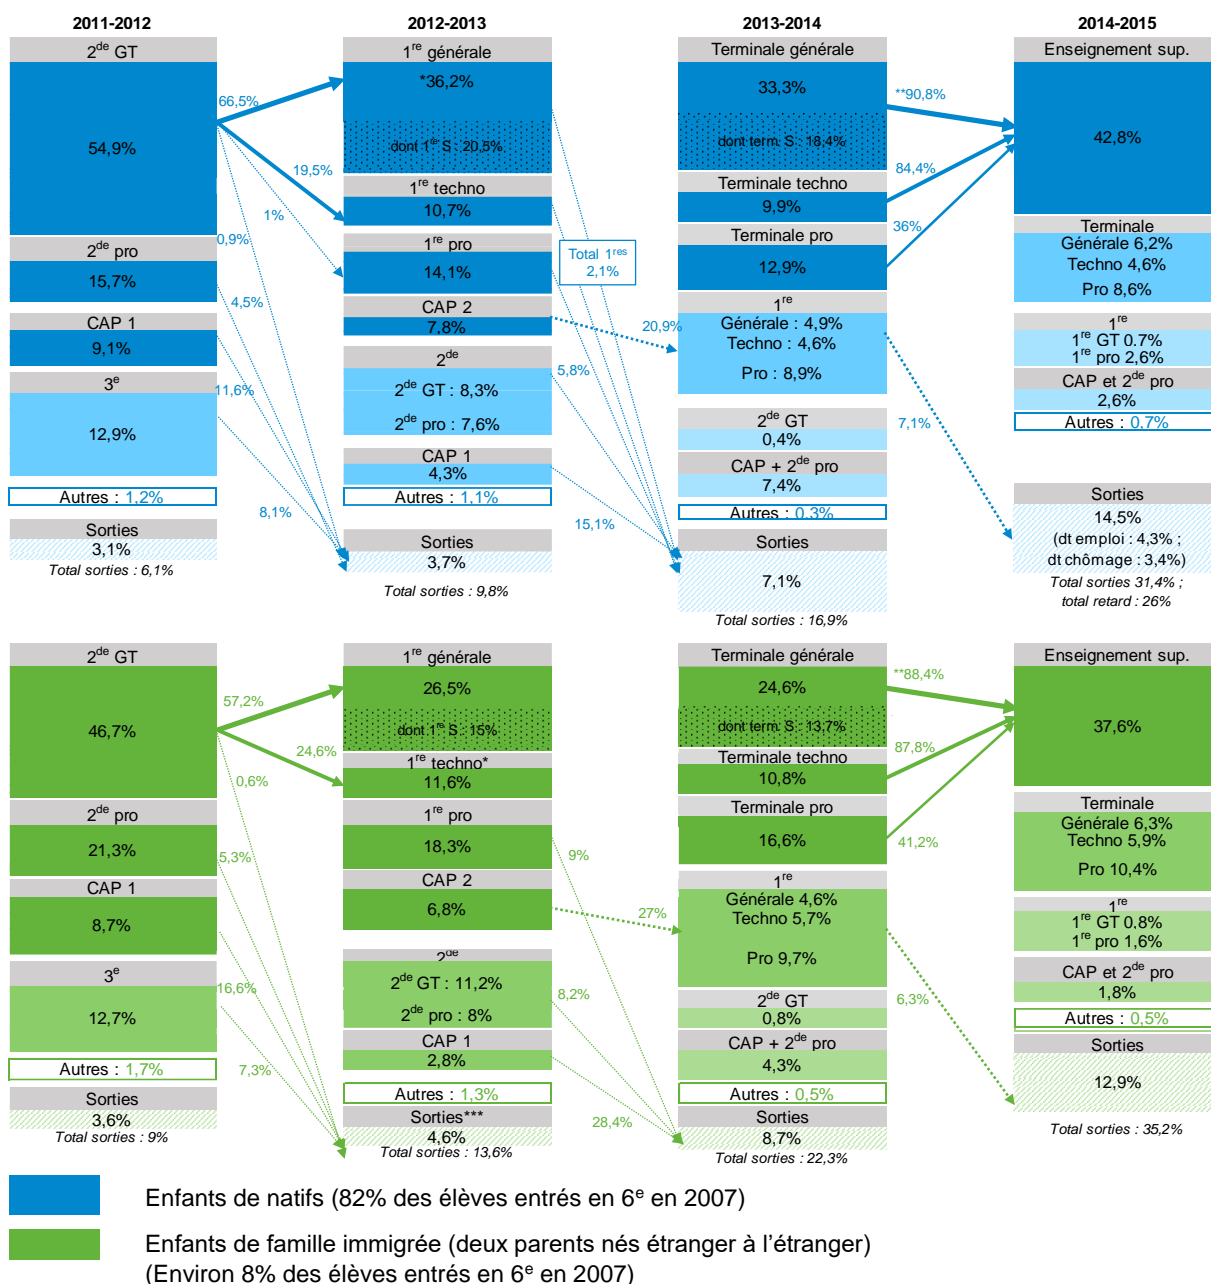 2011-2012
2012-2013
2013-2014
2014-2015
2de GT
54,9%
2de pro
15,7%
CAP 1
9,1%
3e
12,9%
Autres : 1,2%
Sorties
3,1%
Total sorties : 6,1%
66,5%
19,5%
1%
0,9%
4,5%
11,6%
8,1%
1re générale
*36,2%
dont 1re S : 20,5%
1re techno
10,7%
1re pro
14,1%
CAP 2
7,8%
2de
2de GT : 8,3%
2de pro : 7,6%
CAP 1
4,3%
Autres : 1,1%
Sorties
3,7%
Total sorties : 9,8%
Total 1res
2,1%
20,9%
5,8%
15,1%
Terminale générale
33,3%
dont term. S : 18,4%
Terminale techno
9,9%
Terminale pro
12,9%
1re
Générale : 4,9%
Techno : 4,6%
Pro : 8,9%
2de GT
0,4%
CAP + 2de pro
7,4%
Autres : 0,3%
Sorties
7,1%
Total sorties : 16,9%
**90,8%
84,4%
36%
7,1%
Enseignement sup.
42,8%
Terminale
Générale 6,2%
Techno 4,6%
Pro 8,6%
1re
1re GT 0.7%
1re pro 2,6%
CAP et 2de pro
2,6%
Autres : 0,7%
Sorties
14,5%
(dt emploi : 4,3% ;
dt chômage : 3,4%)
Total sorties 31,4% ;
total retard : 26%
2de GT
46,7%
2de pro
21,3%
CAP 1
8,7%
3e
12,7%
Autres : 1,7%
Sorties
3,6%
Total sorties : 9%
57,2%
24,6%
0,6%
5,3%
16,6%
7,3%
1re générale
26,5%
dont 1re S : 15%
1re techno*
11,6%
1re pro
18,3%
CAP 2
6,8%
2de
2de GT : 11,2%
2de pro : 8%
CAP 1
2,8%
Autres : 1,3%
Sorties***
4,6%
Total sorties : 13,6%
9%
27%
8,2%
28,4%
Terminale générale
24,6%
dont term. S : 13,7%
Terminale techno
10,8%
Terminale pro
16,6%
1re
Générale 4,6%
Techno 5,7%
Pro 9,7%
2de GT
0,8%
CAP + 2de pro
4,3%
Autres : 0,5%
Sorties
8,7%
Total sorties : 22,3%
**88,4%
87,8%
41,2%
6,3%
Enseignement sup.
37,6%
Terminale
Générale 6,3%
Techno 5,9%
Pro 10,4%
1re
1re GT 0,8%
1re pro 1,6%
CAP et 2de pro
1,8%
Autres : 0,5%
Sorties
12,9%
Total sorties : 35,2%
Enfants de natifs (82% des élèves entrés en 6e en 2007)
Enfants de famille immigrée (deux parents nés étranger à l'étranger)
(Environ 8% des élèves entrés en 6e en 2007)